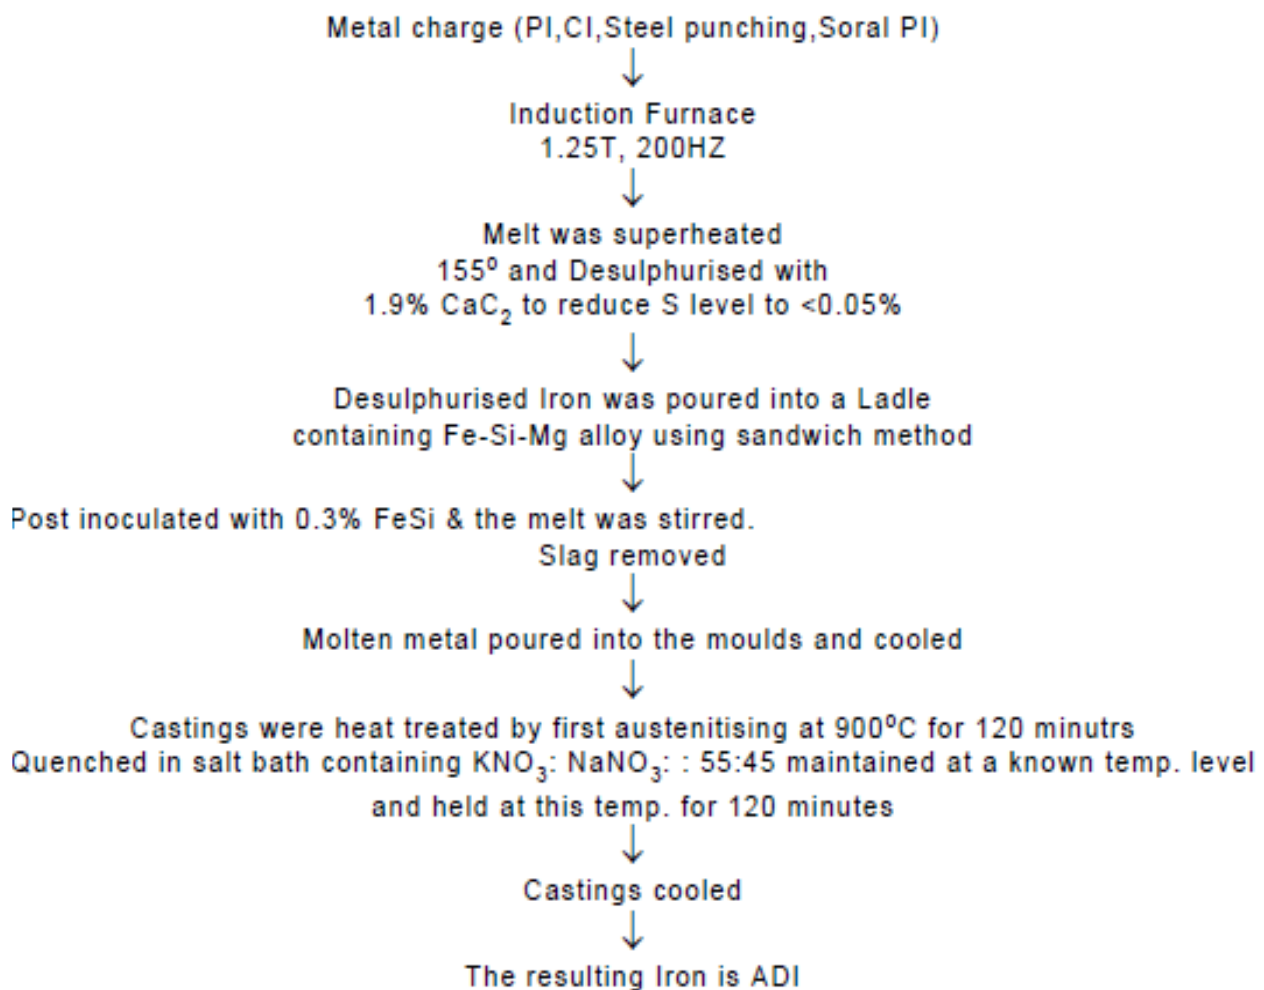 Metal charge (PI,CI,Steel punching,Soral PI)
↓
Induction Furnace
1.25T, 200HZ
↓
Melt was superheated
155⁰ and Desulphurised with
1.9% CaC₂ to reduce S level to <0.05%
↓
Desulphurised Iron was poured into a Ladle
containing Fe-Si-Mg alloy using sandwich method
↓
Post inoculated with 0.3% FeSi & the melt was stirred.
Slag removed
↓
Molten metal poured into the moulds and cooled
↓
Castings were heat treated by first austenitising at 900⁰C for 120 minutrs
Quenched in salt bath containing KNO₃: NaNO₃: : 55:45 maintained at a known temp. level
and held at this temp. for 120 minutes
↓
Castings cooled
↓
The resulting Iron is ADI